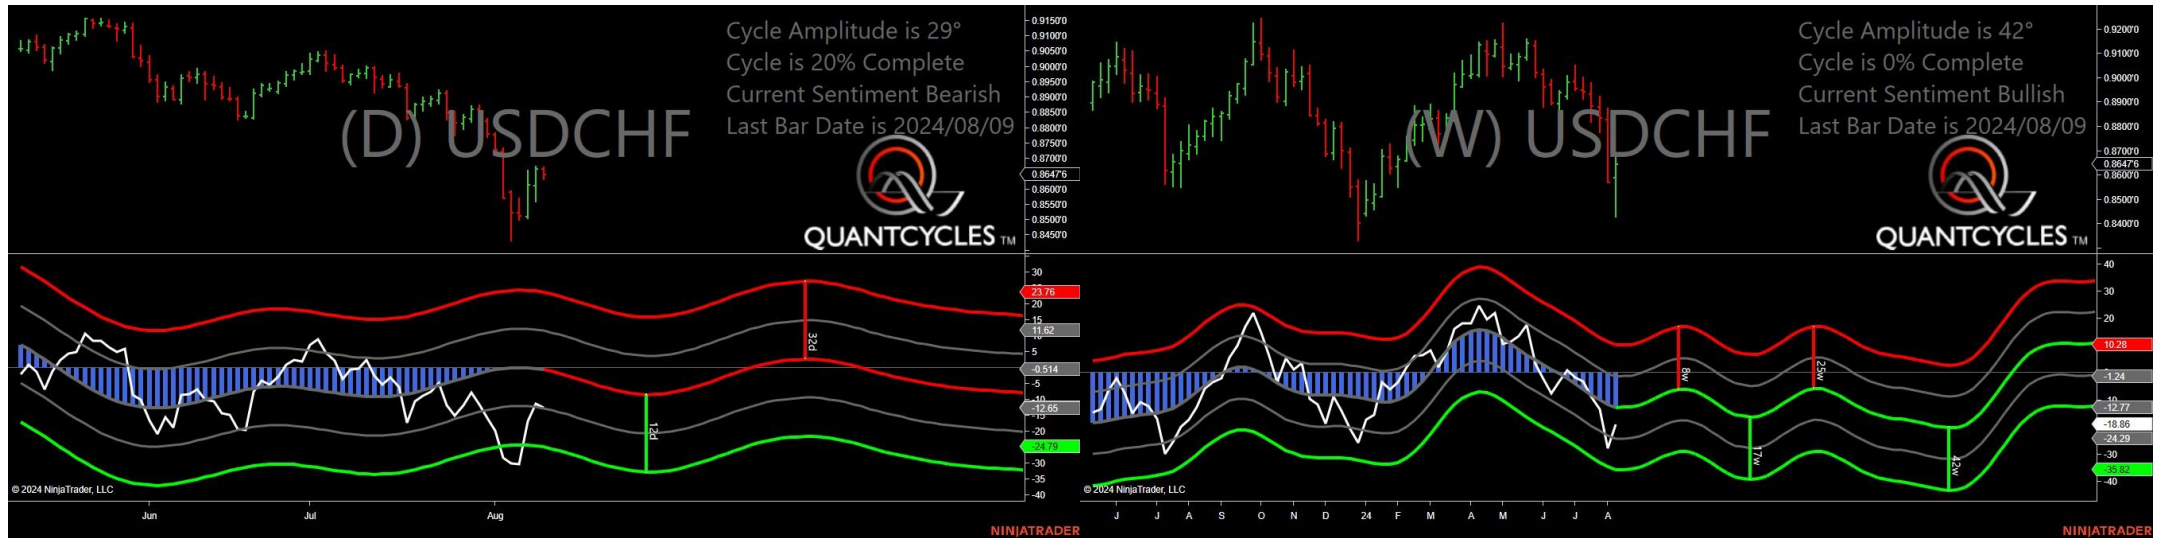 Cycle Amplitude is 29°
Cycle is 20% Complete
Current Sentiment Bearish
Last Bar Date is 2024/08/09
(D) USDCHF
QUANTCYCLES TM
0.9150'0
0.9100'0
0.9050'0
0.9000'0
0.8950'0
0.8900'0
0.8850'0
0.8800'0
0.8750'0
0.8700'0
0.8647'6
0.8600'0
0.8550'0
0.8500'0
0.8450'0
30
23.76
20
15
11.62
5
-0.514
-5
-10
-12.65
-15
-20
-24.79
-30
-35
-40
32d
12d
© 2024 NinjaTrader, LLC
Jun
Jul
Aug
NINJATRADER
Cycle Amplitude is 42°
Cycle is 0% Complete
Current Sentiment Bullish
Last Bar Date is 2024/08/09
(W) USDCHF
QUANTCYCLES TM
0.9200'0
0.9100'0
0.9000'0
0.8900'0
0.8800'0
0.8700'0
0.8647'6
0.8600'0
0.8500'0
0.8400'0
40
30
20
10.28
-1.24
-10
-12.77
-18.86
-24.29
-30
-35.82
-40
8w
25w
17w
42w
© 2024 NinjaTrader, LLC
J
J
A
S
O
N
D
24
F
M
A
M
J
J
A
NINJATRADER